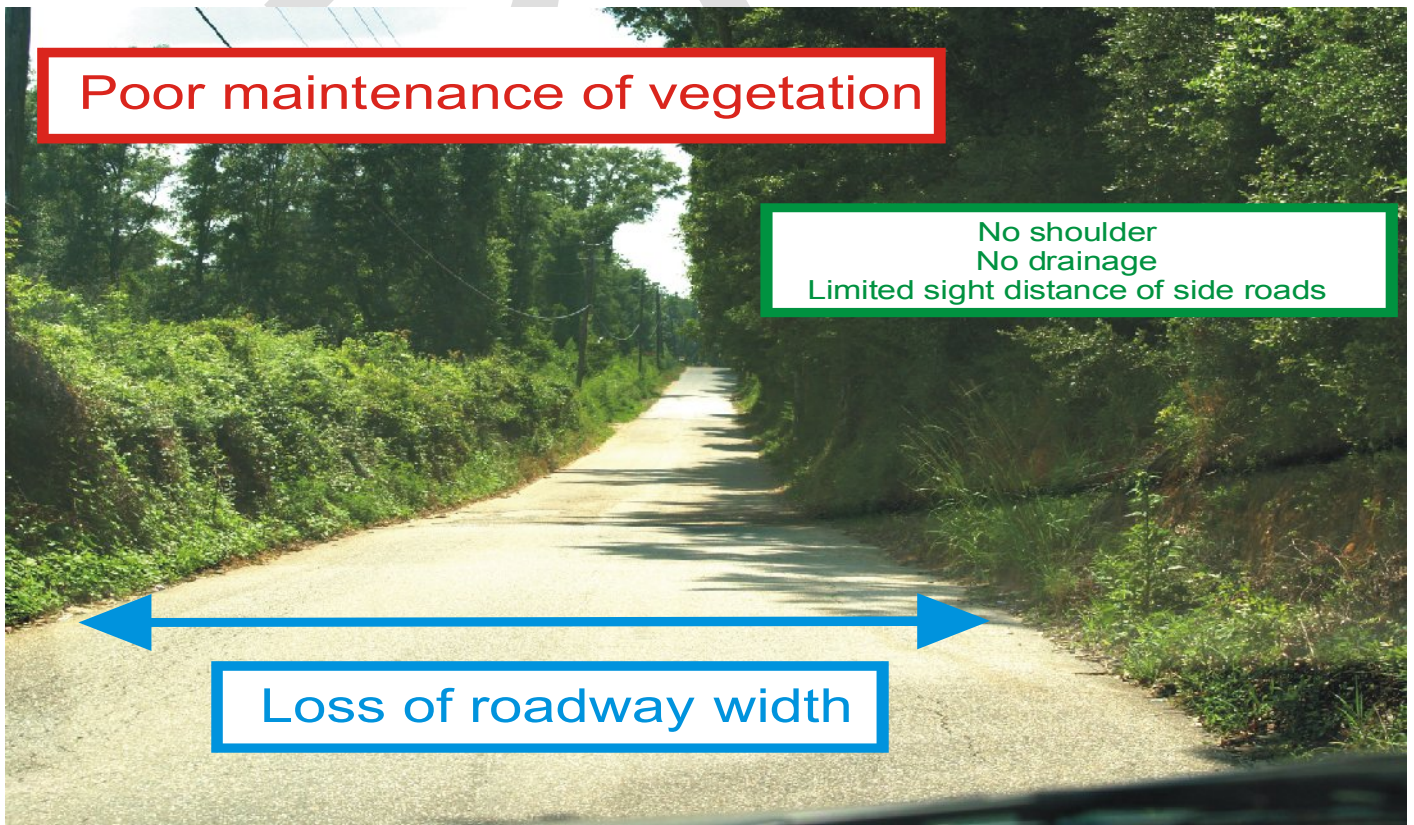 Poor maintenance of vegetation
No shoulder
No drainage
Limited sight distance of side roads
Loss of roadway width